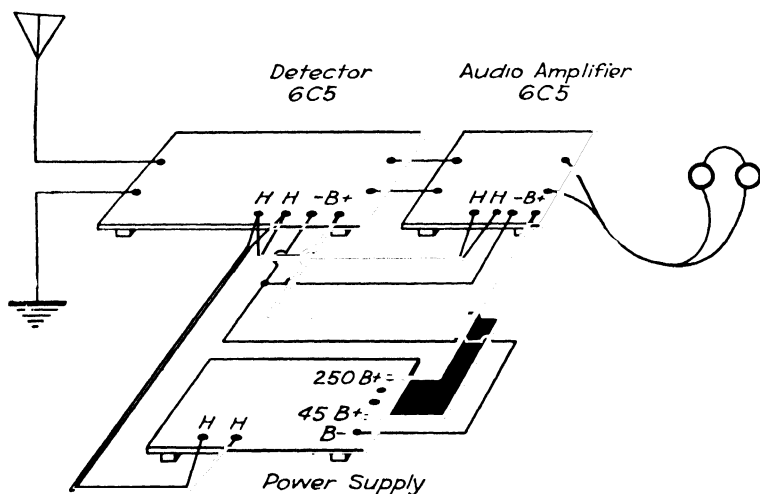 Detector
6C5
Audio Amplifier
6C5
H H -B+
H H -B+
250 B+
45 B+
B-
H H
Power Supply